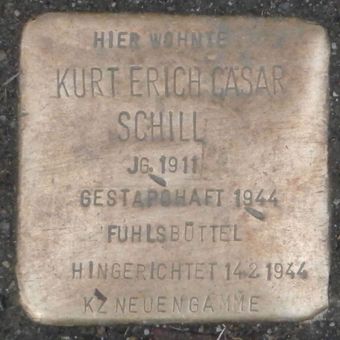 HIER WOHNTE
KURT ERICH CÄSAR
SCHILL
JG. 1911
GESTAPOHAFT 1944
FUHLSBÜTTEL
HINGERICHTET 14.2.1944
KZ NEUENGAMME